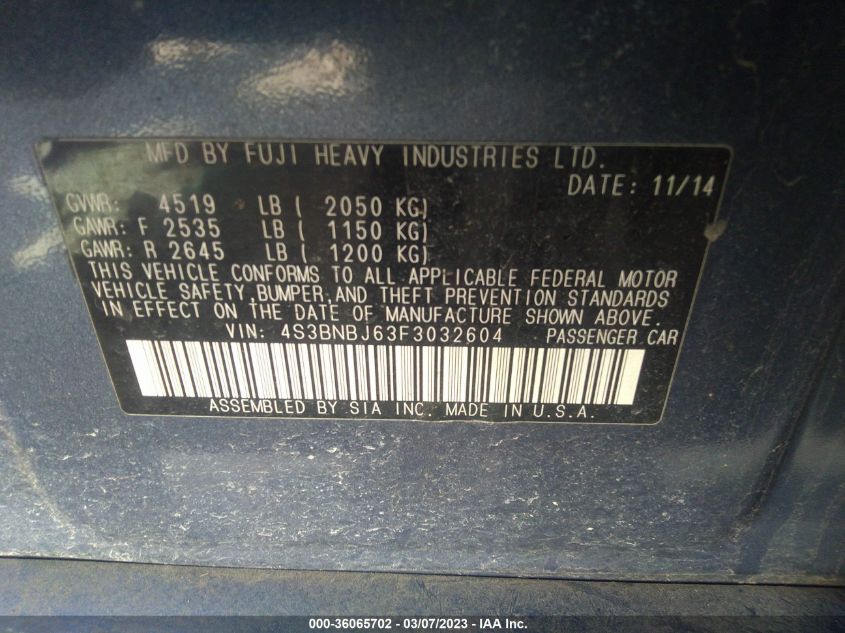 MFD BY FUJI HEAVY INDUSTRIES LTD.
DATE: 11/14
GVWR: 4519 LB ( 2050 KG)
GAWR: F 2535 LB ( 1150 KG)
GAWR: R 2645 LB ( 1200 KG)
THIS VEHICLE CONFORMS TO ALL APPLICABLE FEDERAL MOTOR
VEHICLE SAFETY,BUMPER,AND THEFT PREVENTION STANDARDS
IN EFFECT ON THE DATE OF MANUFACTURE SHOWN ABOVE.
VIN: 4S3BNBJ63F3032604 PASSENGER CAR
ASSEMBLED BY SIA INC. MADE IN U.S.A.
000-36065702 - 03/07/2023 - IAA Inc.